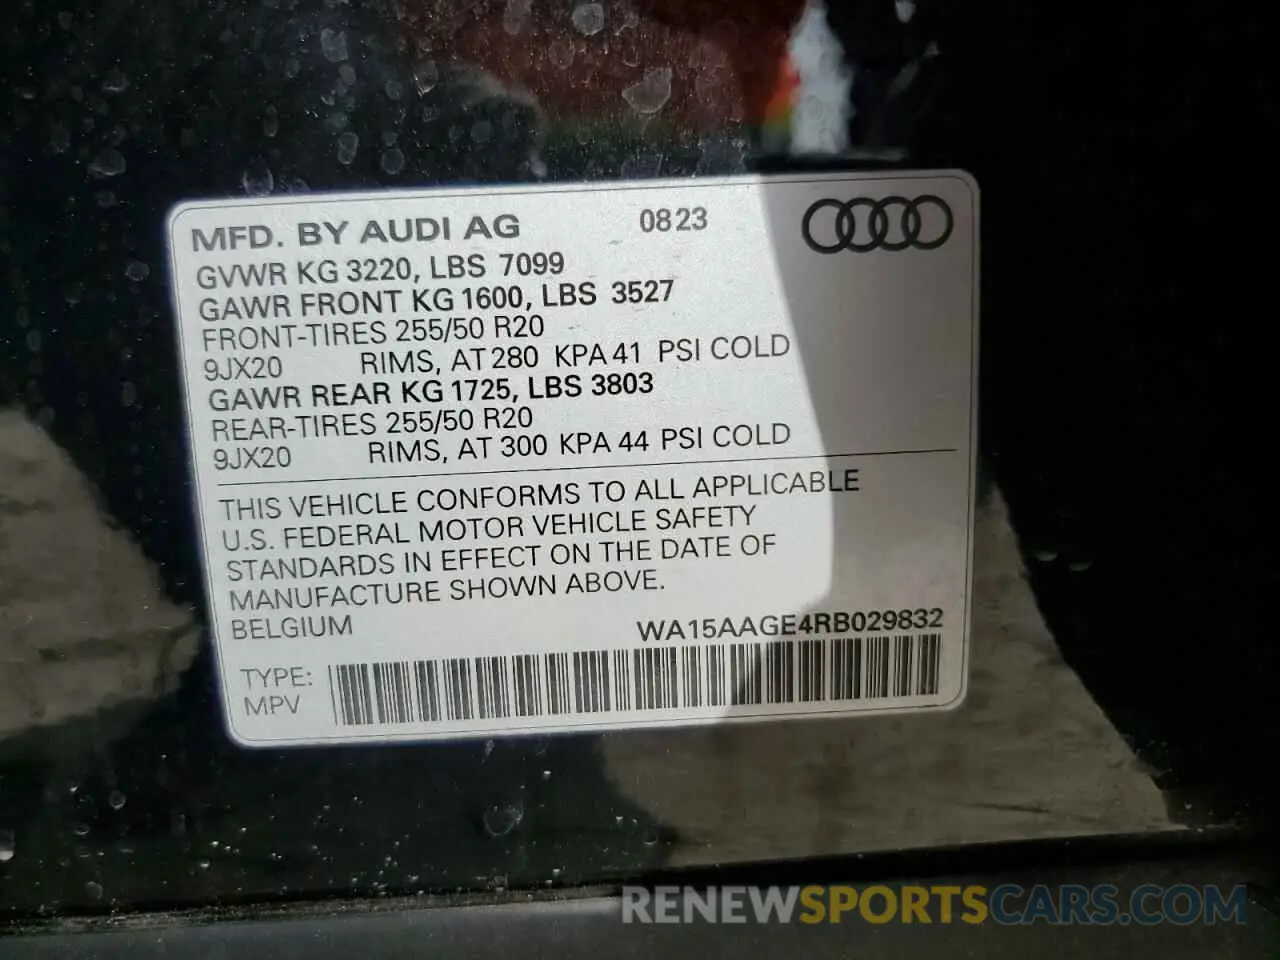 MFD. BY AUDI AG 0823
GVWR KG 3220, LBS 7099
GAWR FRONT KG 1600, LBS 3527
FRONT-TIRES 255/50 R20
9JX20 RIMS, AT 280 KPA 41 PSI COLD
GAWR REAR KG 1725, LBS 3803
REAR-TIRES 255/50 R20
9JX20 RIMS, AT 300 KPA 44 PSI COLD
THIS VEHICLE CONFORMS TO ALL APPLICABLE
U.S. FEDERAL MOTOR VEHICLE SAFETY
STANDARDS IN EFFECT ON THE DATE OF
MANUFACTURE SHOWN ABOVE.
BELGIUM WA15AAGE4RB029832
TYPE:
MPV
RENEWSPORTSCARS.COM